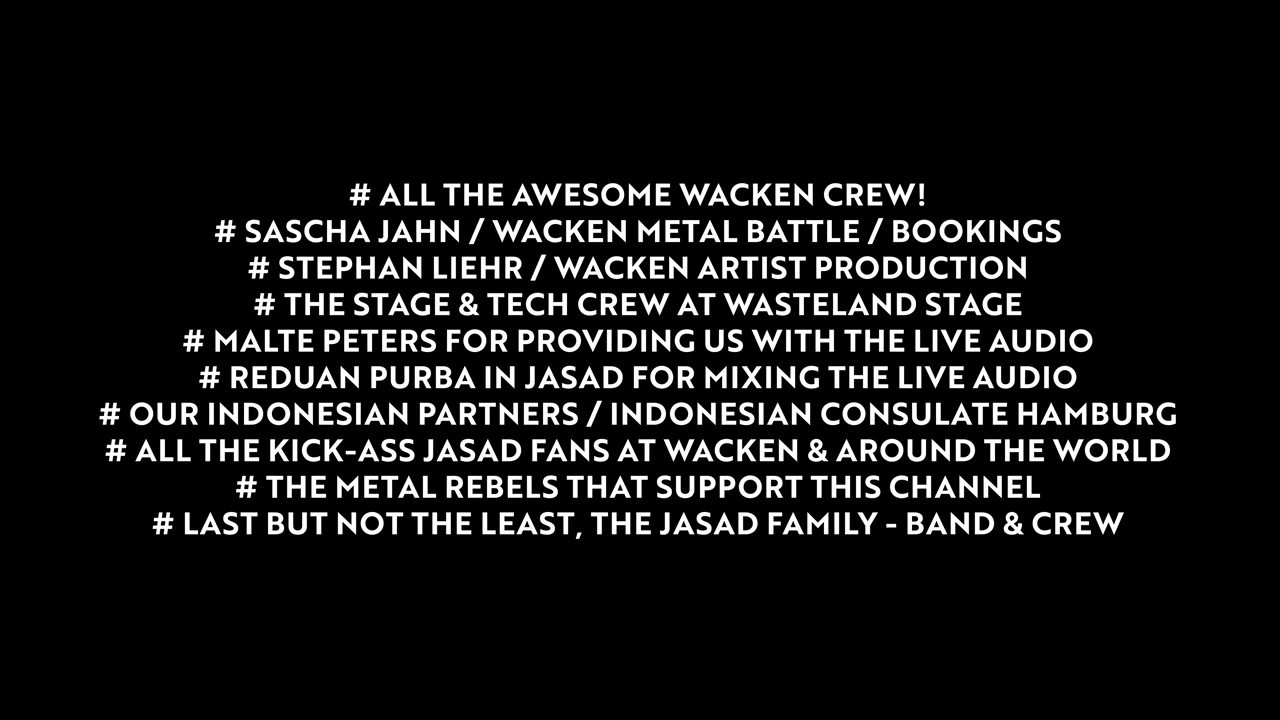 # ALL THE AWESOME WACKEN CREW!
# SASCHA JAHN / WACKEN METAL BATTLE / BOOKINGS
# STEPHAN LIEHR / WACKEN ARTIST PRODUCTION
# THE STAGE & TECH CREW AT WASTELAND STAGE
# MALTE PETERS FOR PROVIDING US WITH THE LIVE AUDIO
# REDUAN PURBA IN JASAD FOR MIXING THE LIVE AUDIO
# OUR INDONESIAN PARTNERS / INDONESIAN CONSULATE HAMBURG
# ALL THE KICK-ASS JASAD FANS AT WACKEN & AROUND THE WORLD
# THE METAL REBELS THAT SUPPORT THIS CHANNEL
# LAST BUT NOT THE LEAST, THE JASAD FAMILY - BAND & CREW